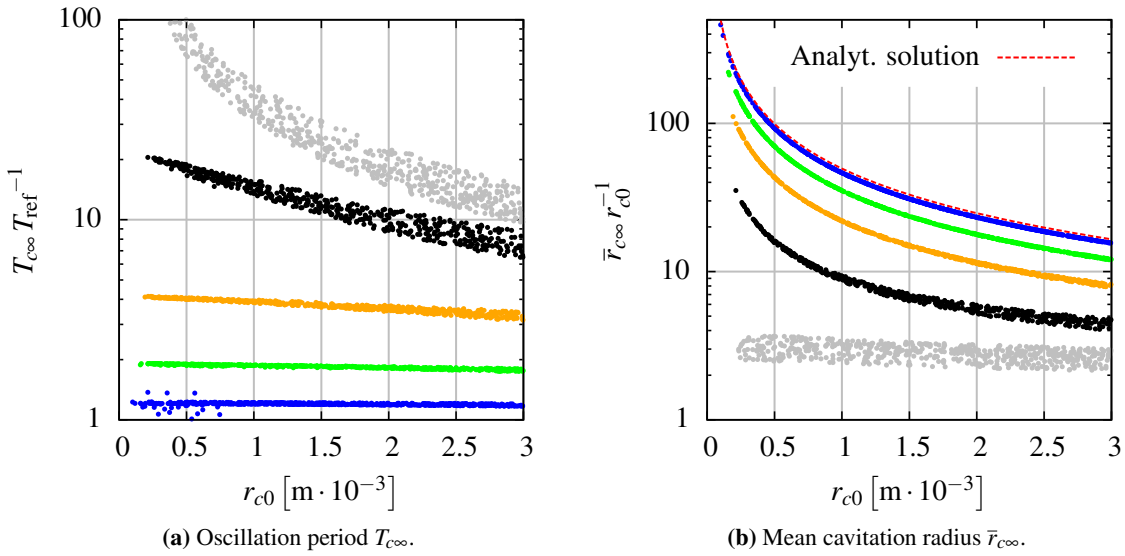 100
10
1
T_{c∞} T_{ref}^{-1}
0 0.5 1 1.5 2 2.5 3
r_{c0} [m · 10^{-3}]
(a) Oscillation period T_{c∞}.
Analyt. solution
100
10
1
r̅_{c∞} r_{c0}^{-1}
0 0.5 1 1.5 2 2.5 3
r_{c0} [m · 10^{-3}]
(b) Mean cavitation radius r̅_{c∞}.